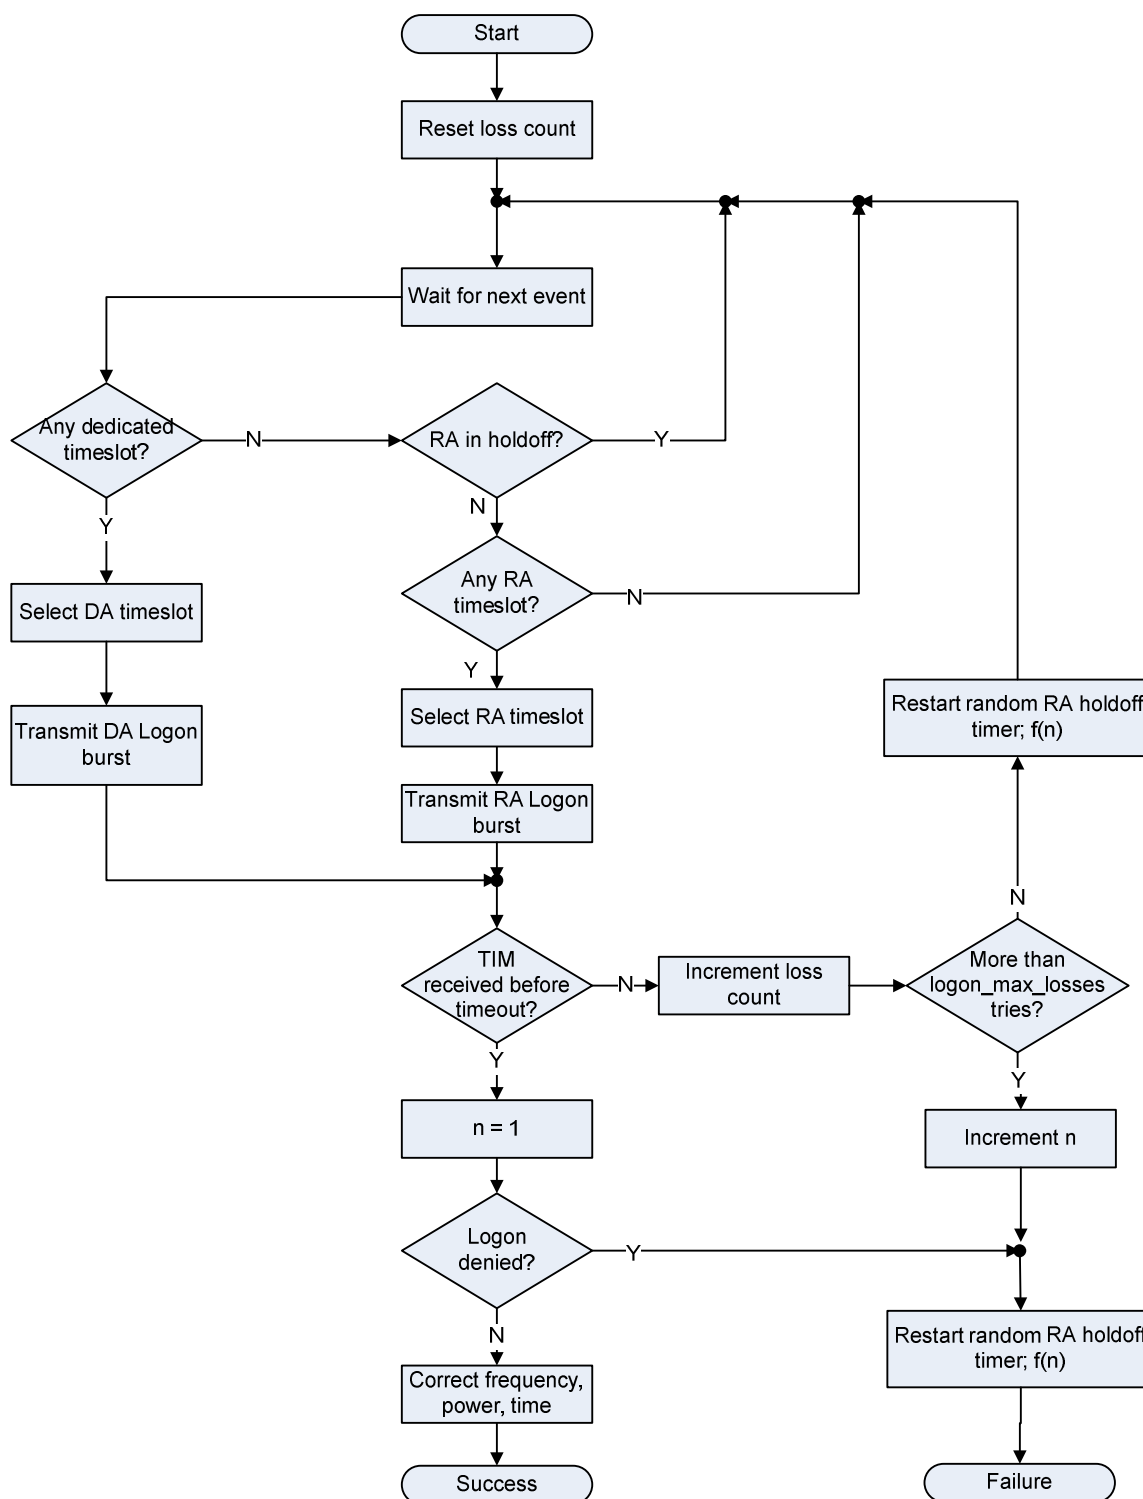 Start
Reset loss count
Wait for next event
Any dedicated
timeslot?
N
RA in holdoff?
Y
Y
N
Any RA
timeslot?
N
Select DA timeslot
Y
Transmit DA Logon
burst
Select RA timeslot
Restart random RA holdoff
timer; f(n)
Transmit RA Logon
burst
N
TIM
received before
timeout?
N
Increment loss
count
More than
logon_max_losses
tries?
Y
Y
n = 1
Increment n
Logon
denied?
Y
N
Restart random RA holdoff
timer; f(n)
Correct frequency,
power, time
Success
Failure